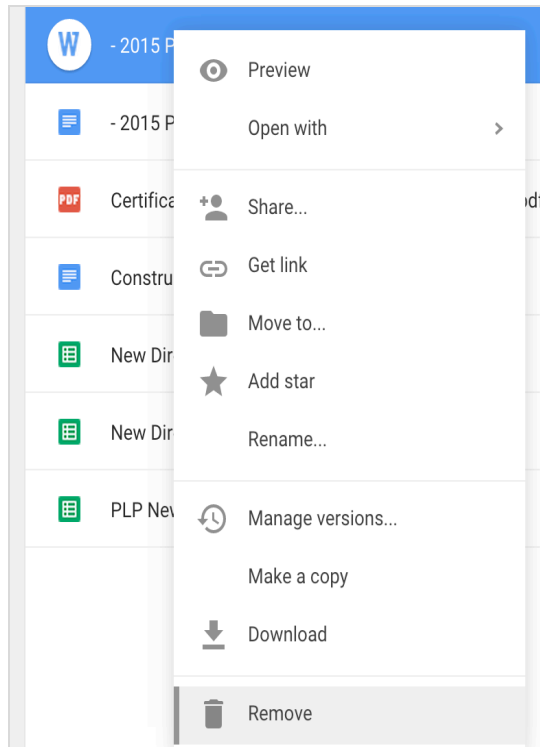 W - 2015 P
Preview
Open with
- 2015 P
PDF Certifica
Share...
Get link
Constru
Move to...
New Dir
Add star
New Dir
Rename...
PLP Nev
Manage versions...
Make a copy
Download
Remove